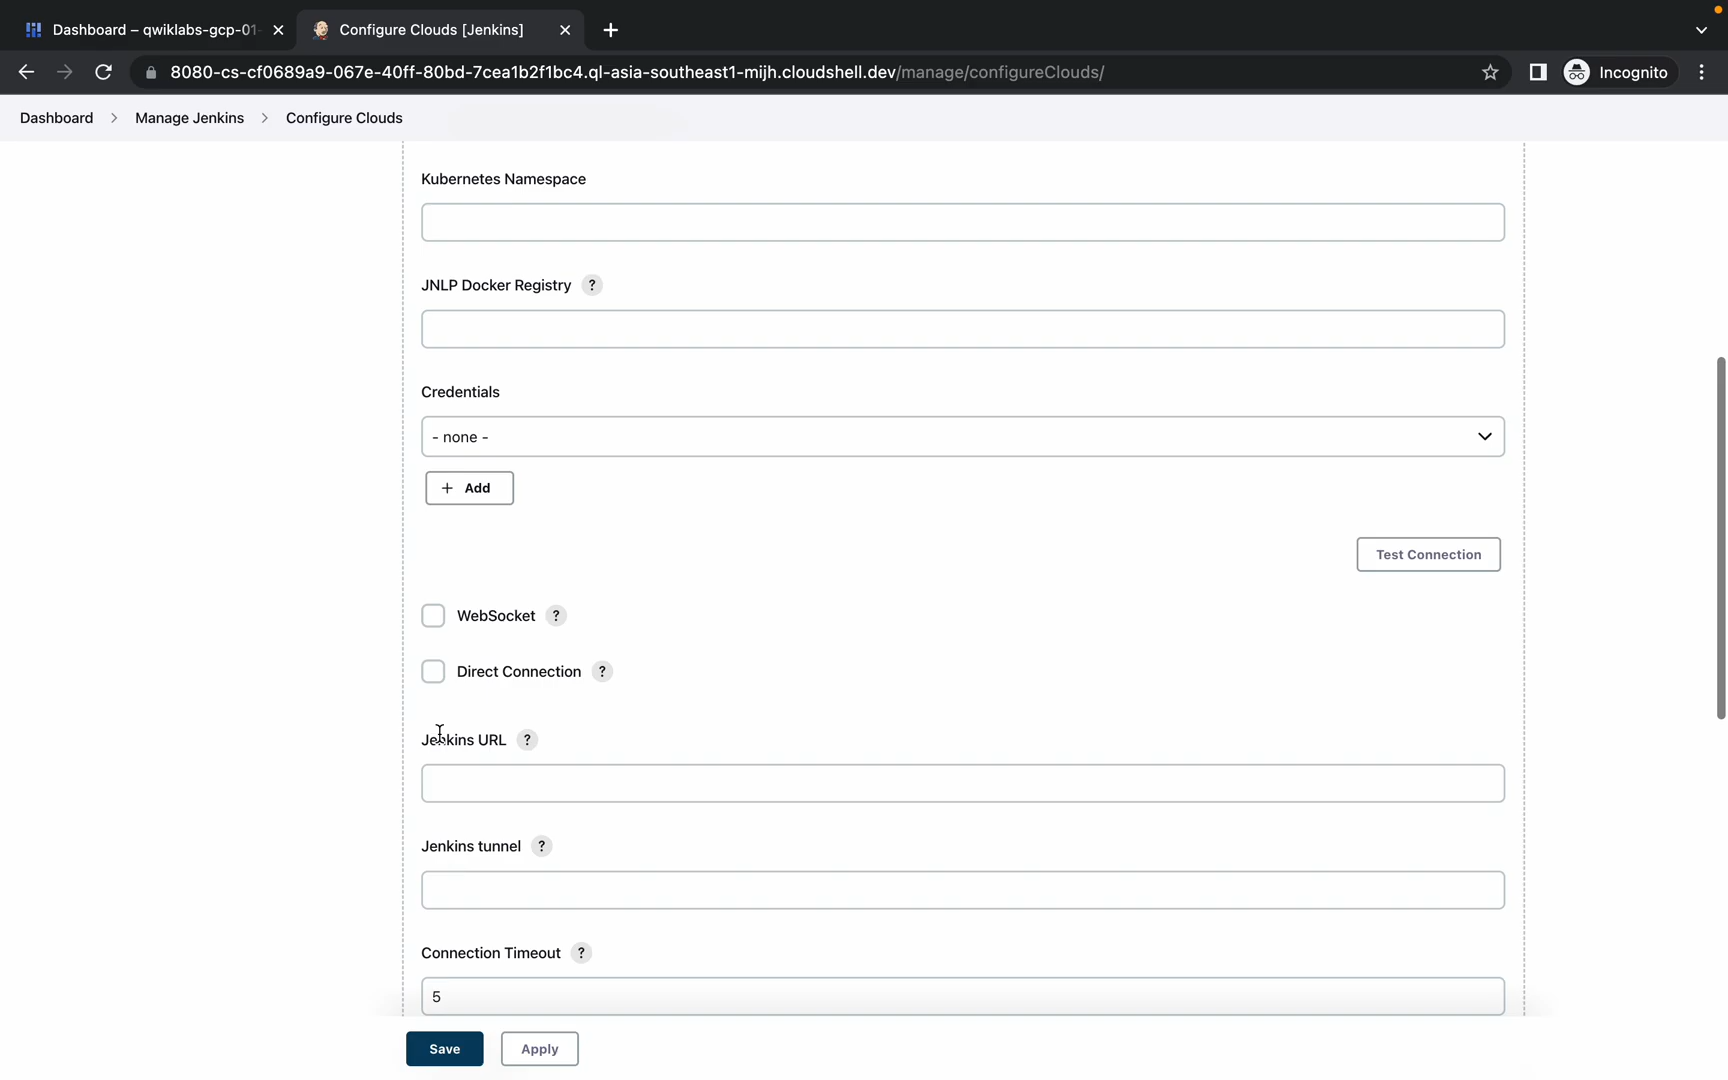 Dashboard – qwiklabs-gcp-01-
Configure Clouds [Jenkins]
8080-cs-cf0689a9-067e-40ff-80bd-7cea1b2f1bc4.ql-asia-southeast1-mijh.cloudshell.dev/manage/configureClouds/
Incognito
Dashboard > Manage Jenkins > Configure Clouds
Kubernetes Namespace
JNLP Docker Registry ?
Credentials
- none -
+ Add
Test Connection
WebSocket ?
Direct Connection ?
Jenkins URL ?
Jenkins tunnel ?
Connection Timeout ?
5
Save Apply